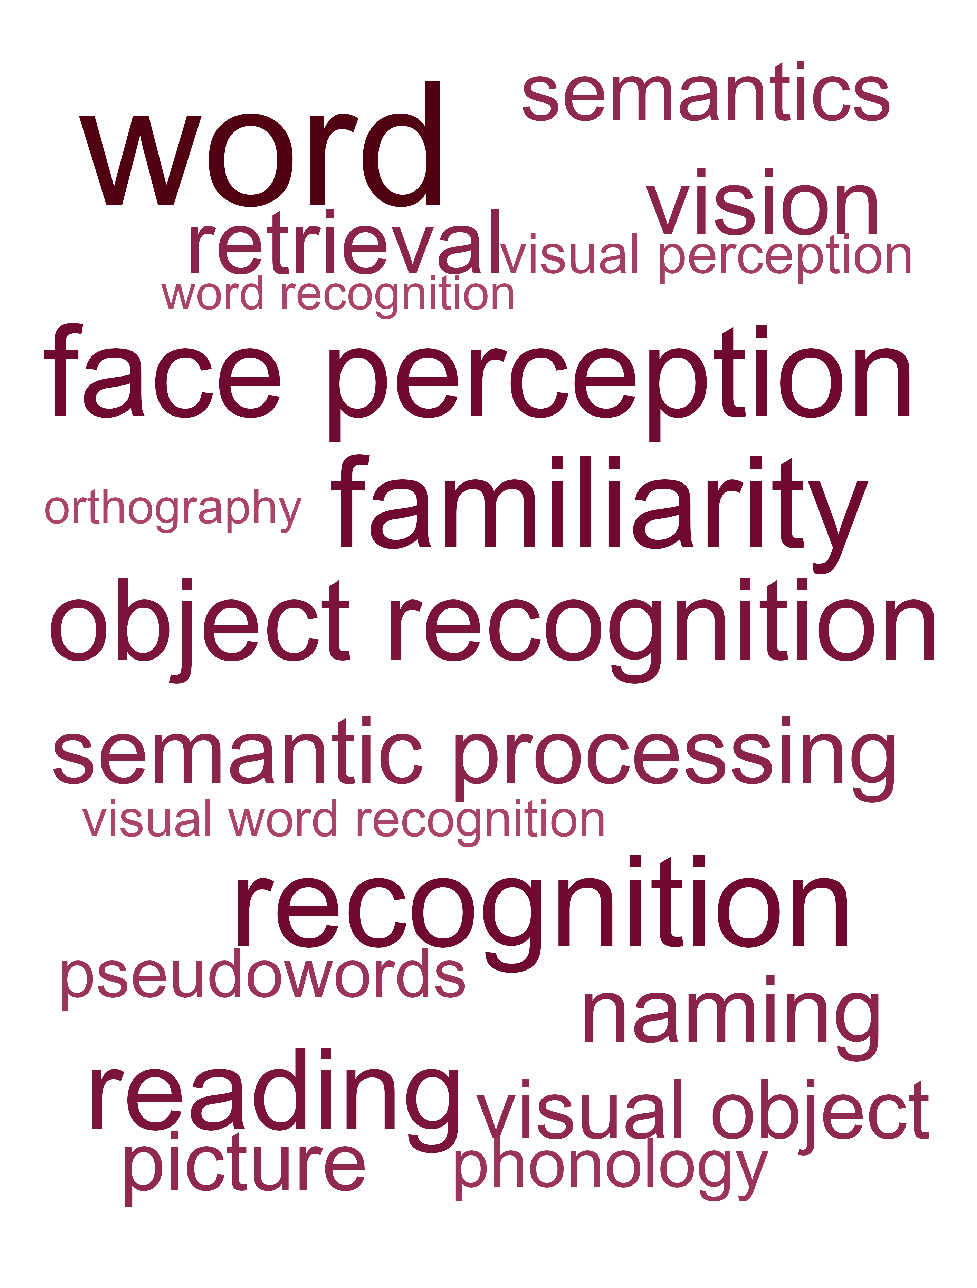 semantics
word
vision
retrieval
visual perception
word recognition
face perception
familiarity
orthography
object recognition
semantic processing
visual word recognition
recognition
pseudowords
naming
reading
visual object
picture
phonology